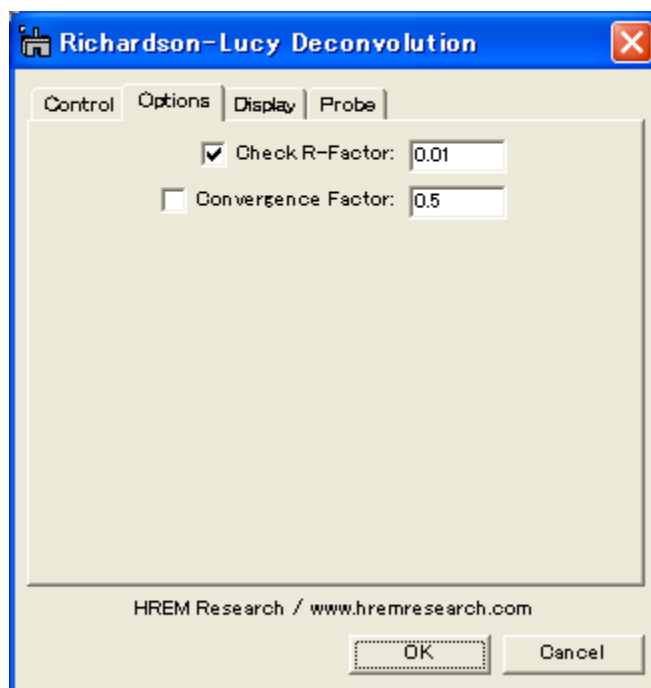 Richardson-Lucy Deconvolution
Control Options Display Probe
Check R-Factor: 0.01
Convergence Factor: 0.5
HREM Research / www.hremresearch.com
OK Cancel